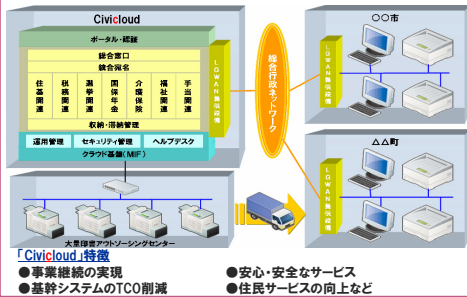 Civicloud
ポータル・認証
総合窓口
統合宛名
住基関連
税務関連
選挙関連
国保年金
介護保険
福祉関連
手当関連
収納・滞納管理
運用管理
セキュリティ管理
ヘルプデスク
クラウド基盤(MIF)
LGWAN接続設備
総合行政ネットワーク
○○市
LGWAN接続設備
△△町
LGWAN接続設備
大量印書アウトソーシングセンター
「Civicloud」特徴
●事業継続の実現
●安心・安全なサービス
●基幹システムのTCO削減
●住民サービスの向上など